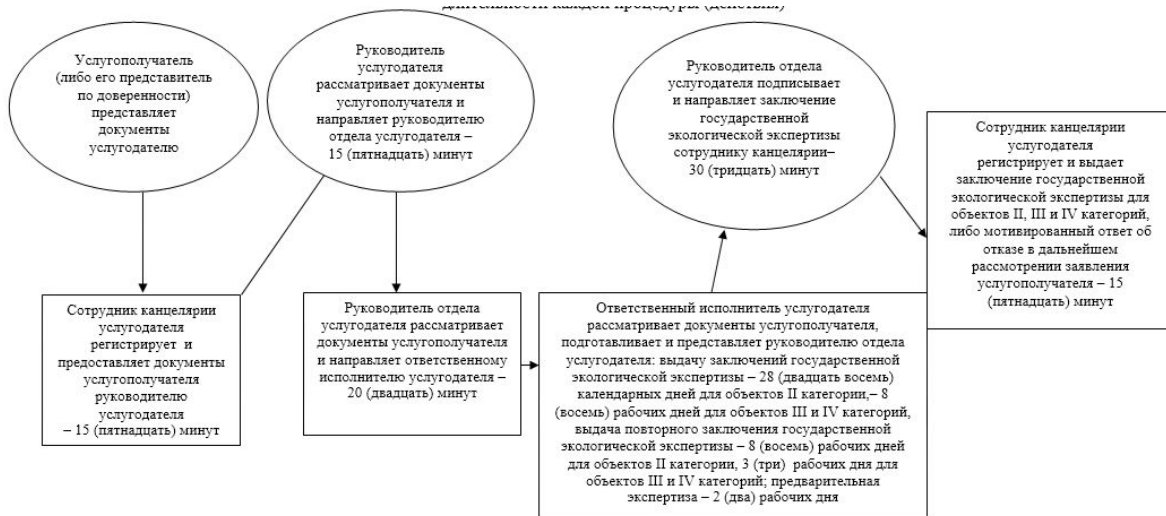 длительности каждой процедуры (действия)
Услугополучатель
(либо его представитель
по доверенности)
представляет
документы
услугодателю
Сотрудник канцелярии
услугодателя
регистрирует и
предоставляет документы
услугополучателя
руководителю
услугодателя
– 15 (пятнадцать) минут
Руководитель
услугодателя
рассматривает документы
услугополучателя и
направляет руководителю
отдела услугодателя –
15 (пятнадцать) минут
Руководитель отдела
услугодателя рассматривает
документы услугополучателя
и направляет ответственному
исполнителю услугодателя –
20 (двадцать) минут
Ответственный исполнитель услугодателя
рассматривает документы услугополучателя,
подготавливает и представляет руководителю отдела
услугодателя: выдачу заключений государственной
экологической экспертизы – 28 (двадцать восемь)
календарных дней для объектов II категории,– 8
(восемь) рабочих дней для объектов III и IV категорий,
выдача повторного заключения государственной
экологической экспертизы – 8 (восемь) рабочих дней
для объектов II категории, 3 (три) рабочих дня для
объектов III и IV категорий; предварительная
экспертиза – 2 (два) рабочих дня
Руководитель отдела
услугодателя подписывает
и направляет заключение
государственной
экологической экспертизы
сотруднику канцелярии–
30 (тридцать) минут
Сотрудник канцелярии
услугодателя
регистрирует и выдает
заключение государственной
экологической экспертизы для
объектов II, III и IV категорий,
либо мотивированный ответ об
отказе в дальнейшем
рассмотрении заявления
услугополучателя – 15
(пятнадцать) минут